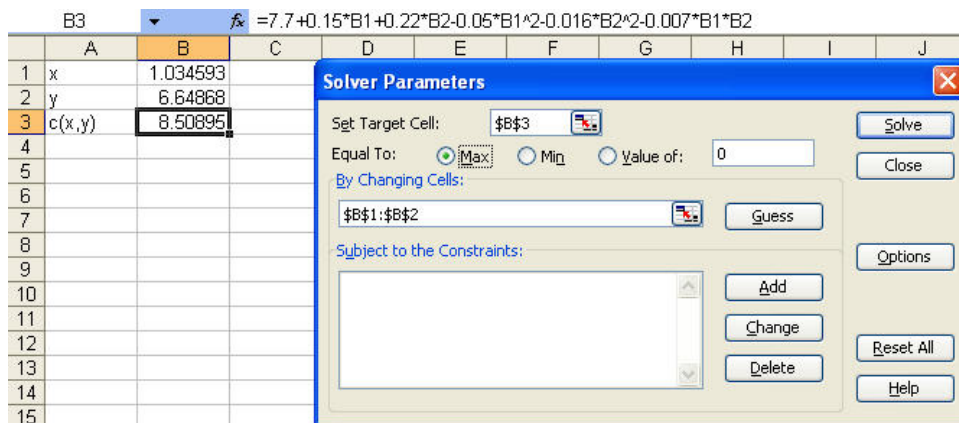 B3 fx =7.7+0.15*B1+0.22*B2-0.05*B1^2-0.016*B2^2-0.007*B1*B2
A B C D E F G H I J
1 x 1.034593
2 y 6.64868
3 c(x,y) 8.50895
4
5
6
7
8
9
10
11
12
13
14
15
Solver Parameters
Set Target Cell: $B$3 Solve
Equal To: Max Min Value of: 0 Close
By Changing Cells:
$B$1:$B$2 Guess
Subject to the Constraints: Options
Add
Change
Reset All
Delete
Help